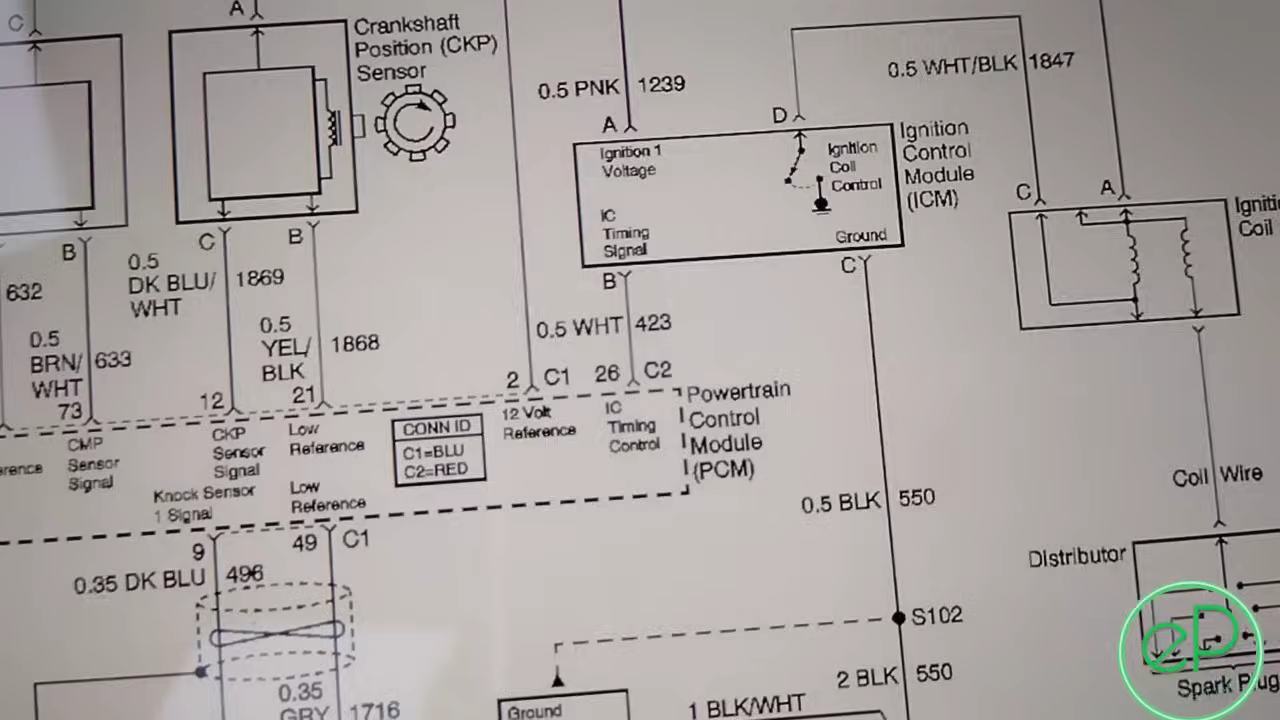 C
A
Crankshaft
Position (CKP)
Sensor
0.5 PNK 1239
A
D
0.5 WHT/BLK 1847
Ignition 1
Voltage
Ignition
Coil
Control
IC
Timing
Signal
Ground
Ignition
Control
Module
(ICM)
C
A
Coil
B
C
B
632
0.5
DK BLU/
WHT
1869
0.5
BRN/
WHT
633
0.5
YEL/
BLK
1868
B
C
0.5 WHT 423
73
12
21
2 C1
26 C2
CMP
Sensor
Signal
CKP
Sensor
Signal
Low
Reference
CONN ID
C1=BLU
C2=RED
12 Volt
Reference
IC
Timing
Control
Powertrain
Control
Module
(PCM)
Knock Sensor
1 Signal
Low
Reference
9
49 C1
0.35 DK BLU 496
0.5 BLK 550
Coil Wire
Distributor
S102
2 BLK 550
0.35
GRY 1716
Ground
1 BLK/WHT
eP
Spark Plug